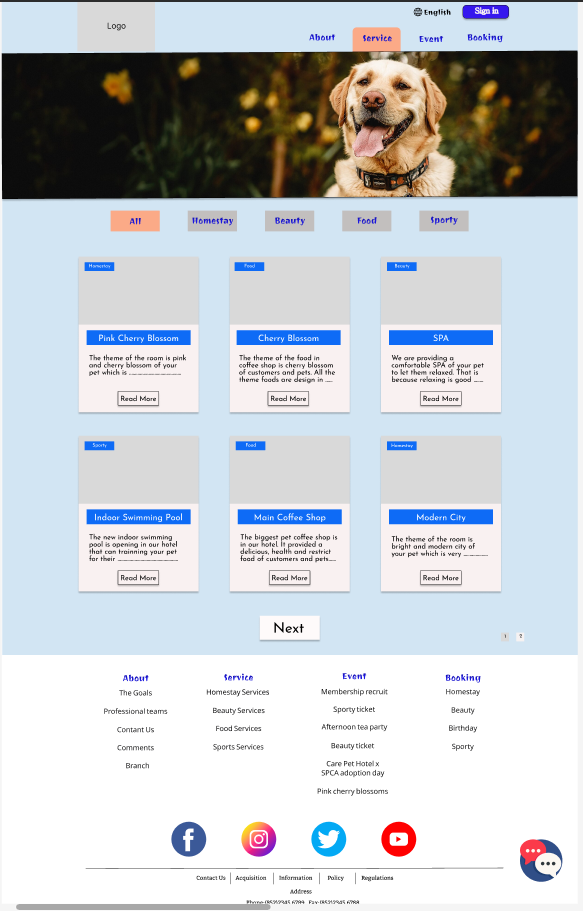 Logo
English
Sign in
About
Service
Event
Booking
All
Homestay
Beauty
Food
Sporty
Homestay
Pink Cherry Blossom
The theme of the room is pink
and cherry blossom of your
pet which is ........................
Read More
Food
Cherry Blossom
The theme of the food in
coffee shop is cherry blossom
of customers and pets. All the
theme foods are design in ....
Read More
Beauty
SPA
We are providing a
comfortable SPA of your pet
to let them relaxed. That is
because relaxing is good .....
Read More
Sporty
Indoor Swimming Pool
The new indoor swimming
pool is opening in our hotel
that can trainning your pet
for their ............................
Read More
Food
Main Coffee Shop
The biggest pet coffee shop is
in our hotel. It provided a
delicious, health and restrict
food of customers and pets.....
Read More
Homestay
Modern City
The theme of the room is
bright and modern city of
your pet which is very ............
Read More
Next
1 2
About
The Goals
Professional teams
Contant Us
Comments
Branch
Service
Homestay Services
Beauty Services
Food Services
Sports Services
Event
Membership recruit
Sporty ticket
Afternoon tea party
Beauty ticket
Care Pet Hotel x
SPCA adoption day
Pink cherry blossoms
Booking
Homestay
Beauty
Birthday
Sporty
Contact Us
Acquisition
Information
Policy
Regulations
Address
Phone:(852)2345 6789 Fax:(852)2345 6788